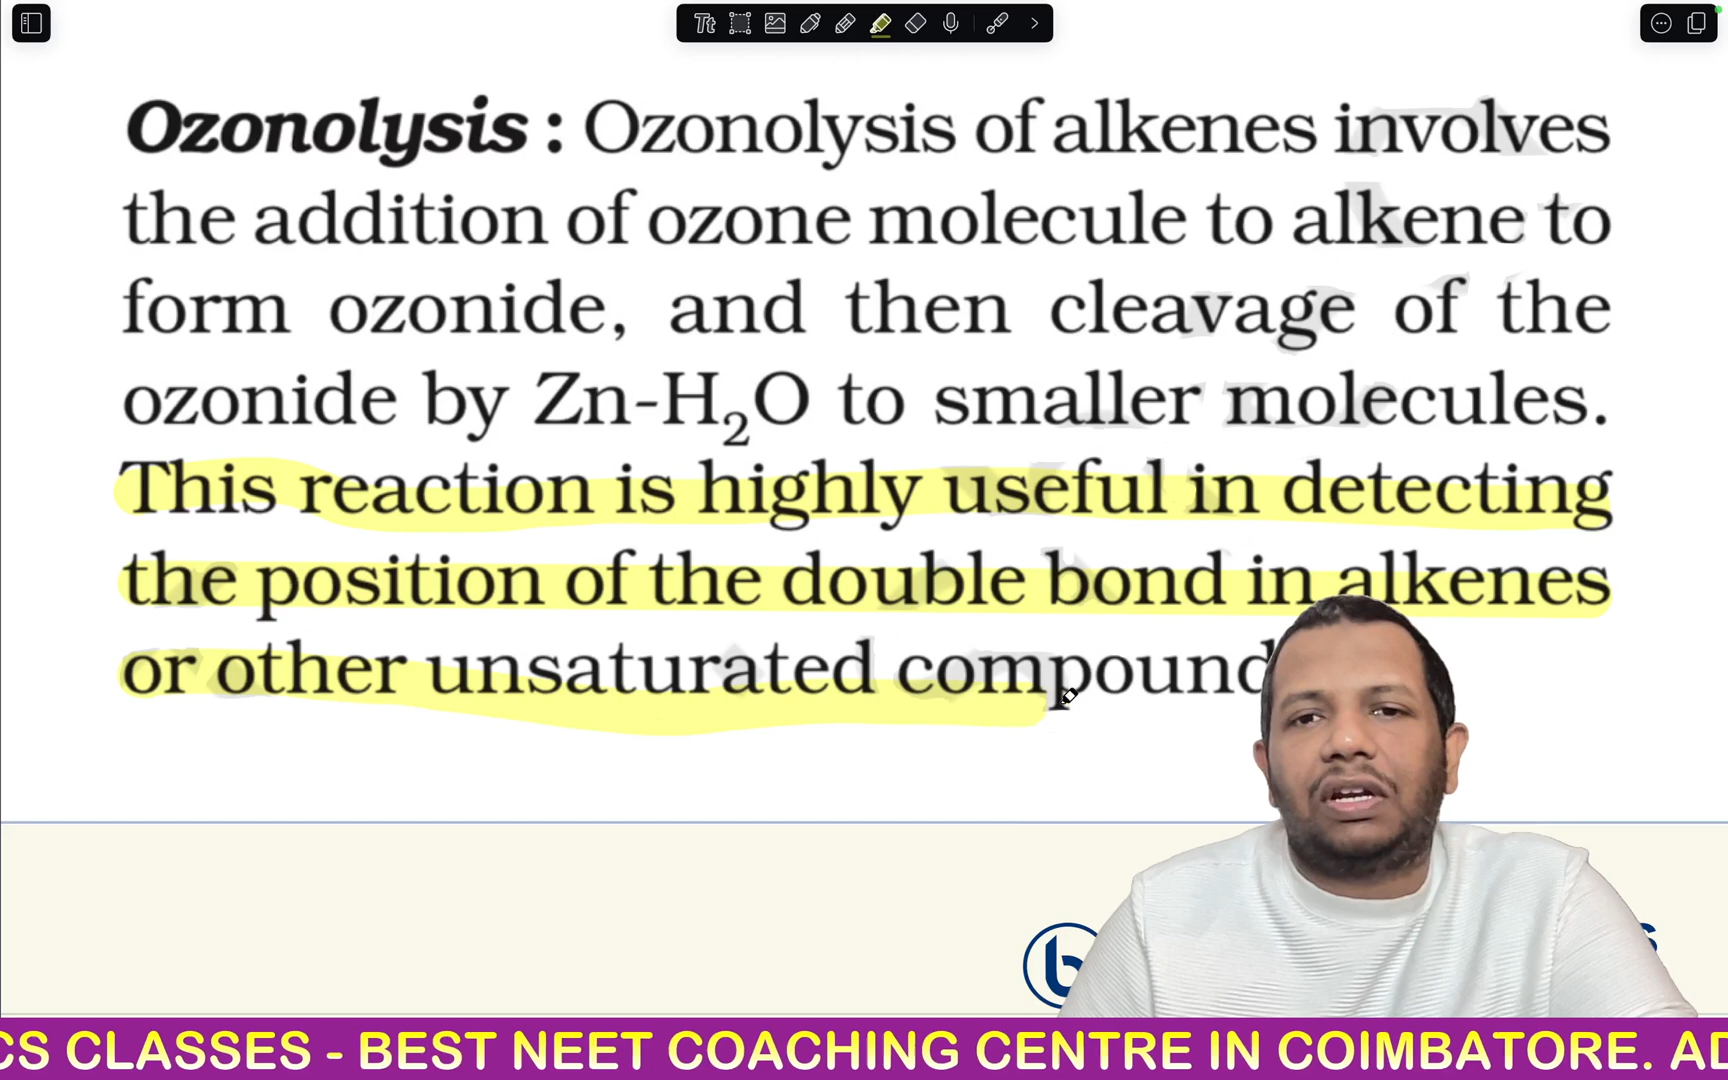 Ozonolysis : Ozonolysis of alkenes involves
the addition of ozone molecule to alkene to
form ozonide, and then cleavage of the
ozonide by Zn-H₂O to smaller molecules.
This reaction is highly useful in detecting
the position of the double bond in alkenes
or other unsaturated compound
CS CLASSES - BEST NEET COACHING CENTRE IN COIMBATORE. AD